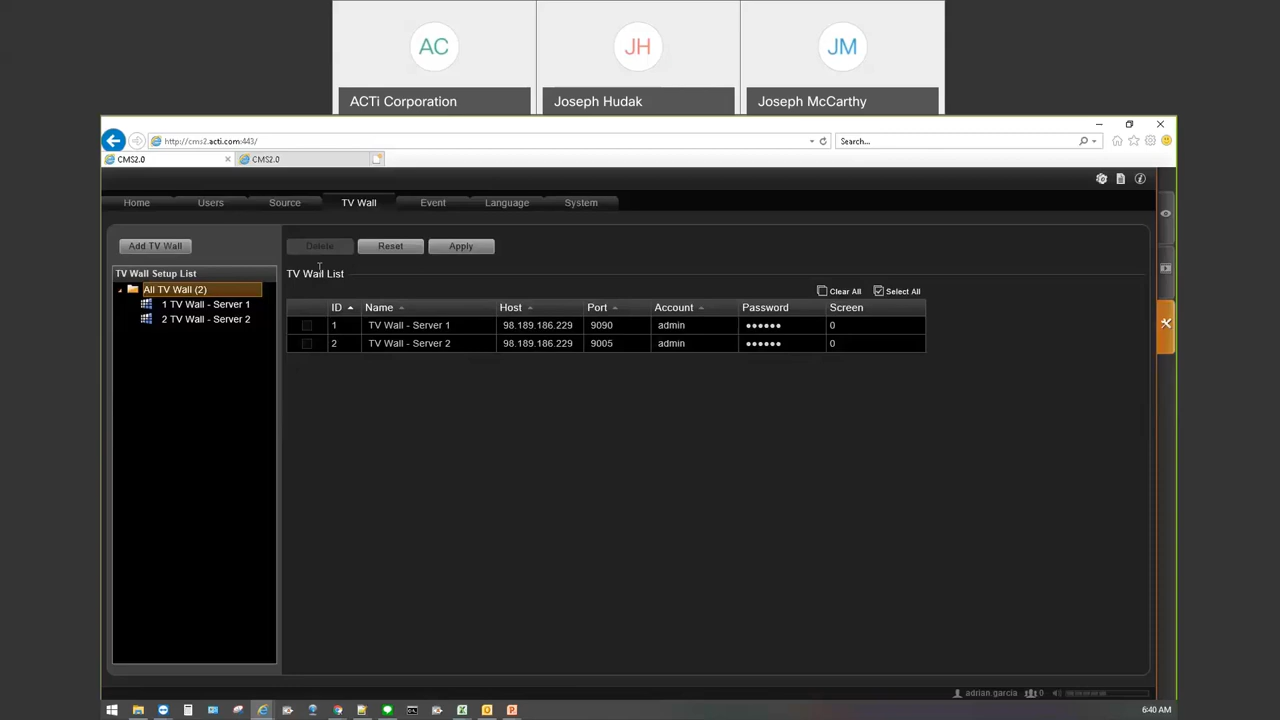 AC
JH
JM
ACTi Corporation
Joseph Hudak
Joseph McCarthy
http://cms2.acti.com:443/
Search...
CMS2.0
CMS2.0
Home
Users
Source
TV Wall
Event
Language
System
Add TV Wall
Delete
Reset
Apply
TV Wall Setup List
All TV Wall (2)
1 TV Wall - Server 1
2 TV Wall - Server 2
TV Wall List
Clear All
Select All
ID Name Host Port Account Password Screen
1 TV Wall - Server 1 98.189.186.229 9090 admin ●●●●●● 0
2 TV Wall - Server 2 98.189.186.229 9005 admin ●●●●●● 0
adrian.garcia 0
6:40 AM